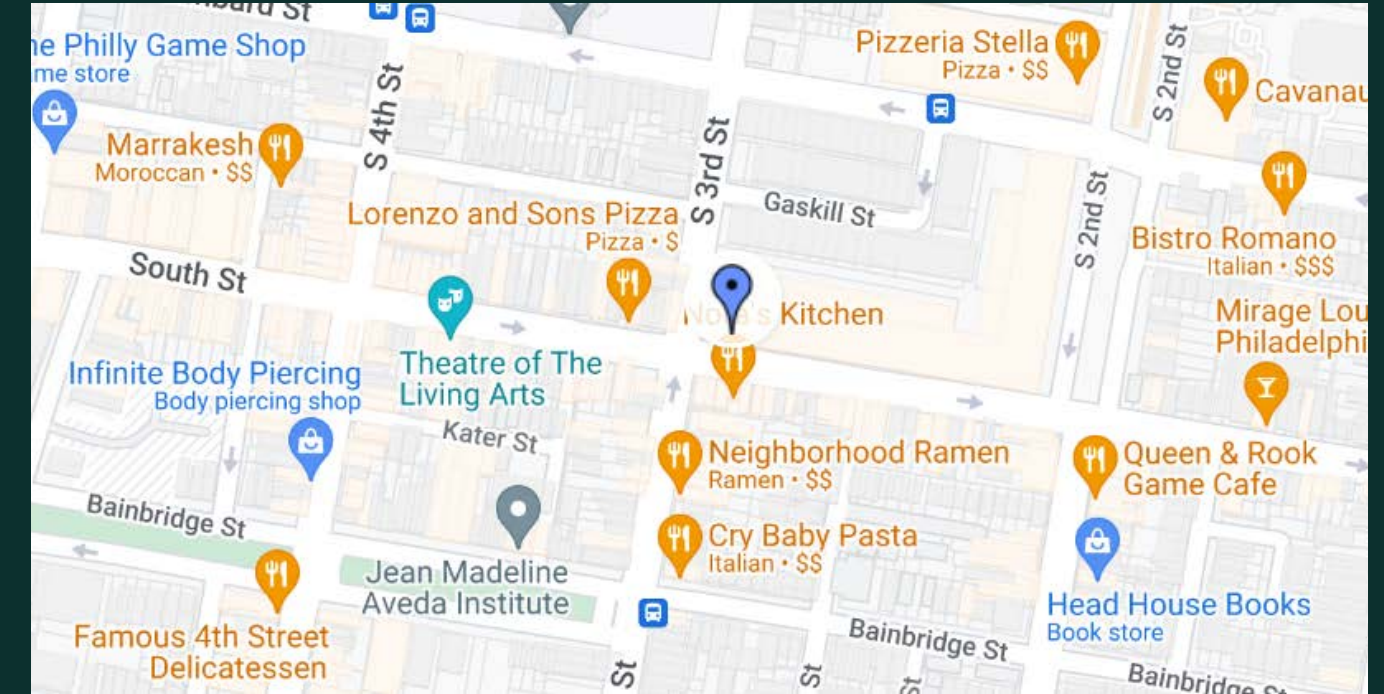 bard St
ne Philly Game Shop
me store
S 4th St
Pizzeria Stella
Pizza • $$
S 2nd St
Cavanau
Marrakesh
Moroccan • $$
S 3rd St
Gaskill St
Lorenzo and Sons Pizza
Pizza • $
S 2nd St
Bistro Romano
Italian • $$$
South St
Kitchen
Mirage Lou
Philadelphi
Theatre of The
Living Arts
Infinite Body Piercing
Body piercing shop
Kater St
Neighborhood Ramen
Ramen • $$
Queen & Rook
Game Cafe
Bainbridge St
Cry Baby Pasta
Italian • $$
Jean Madeline
Aveda Institute
Head House Books
Book store
Famous 4th Street
Delicatessen
Bainbridge St
St
St
St
Bainbridge St